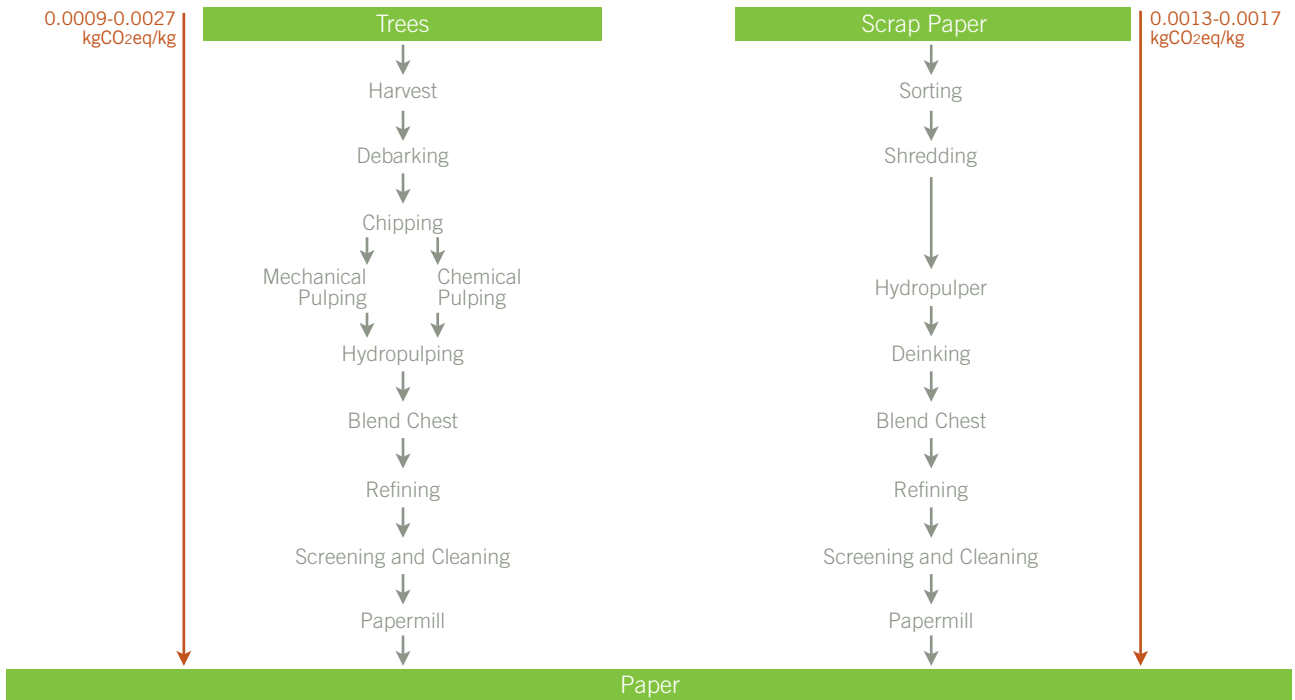 0.0009-0.0027
kgCO2eq/kg
Trees
Harvest
Debarking
Chipping
Mechanical
Pulping
Chemical
Pulping
Hydropulping
Blend Chest
Refining
Screening and Cleaning
Papermill
Scrap Paper
0.0013-0.0017
kgCO2eq/kg
Sorting
Shredding
Hydropulper
Deinking
Blend Chest
Refining
Screening and Cleaning
Papermill
Paper